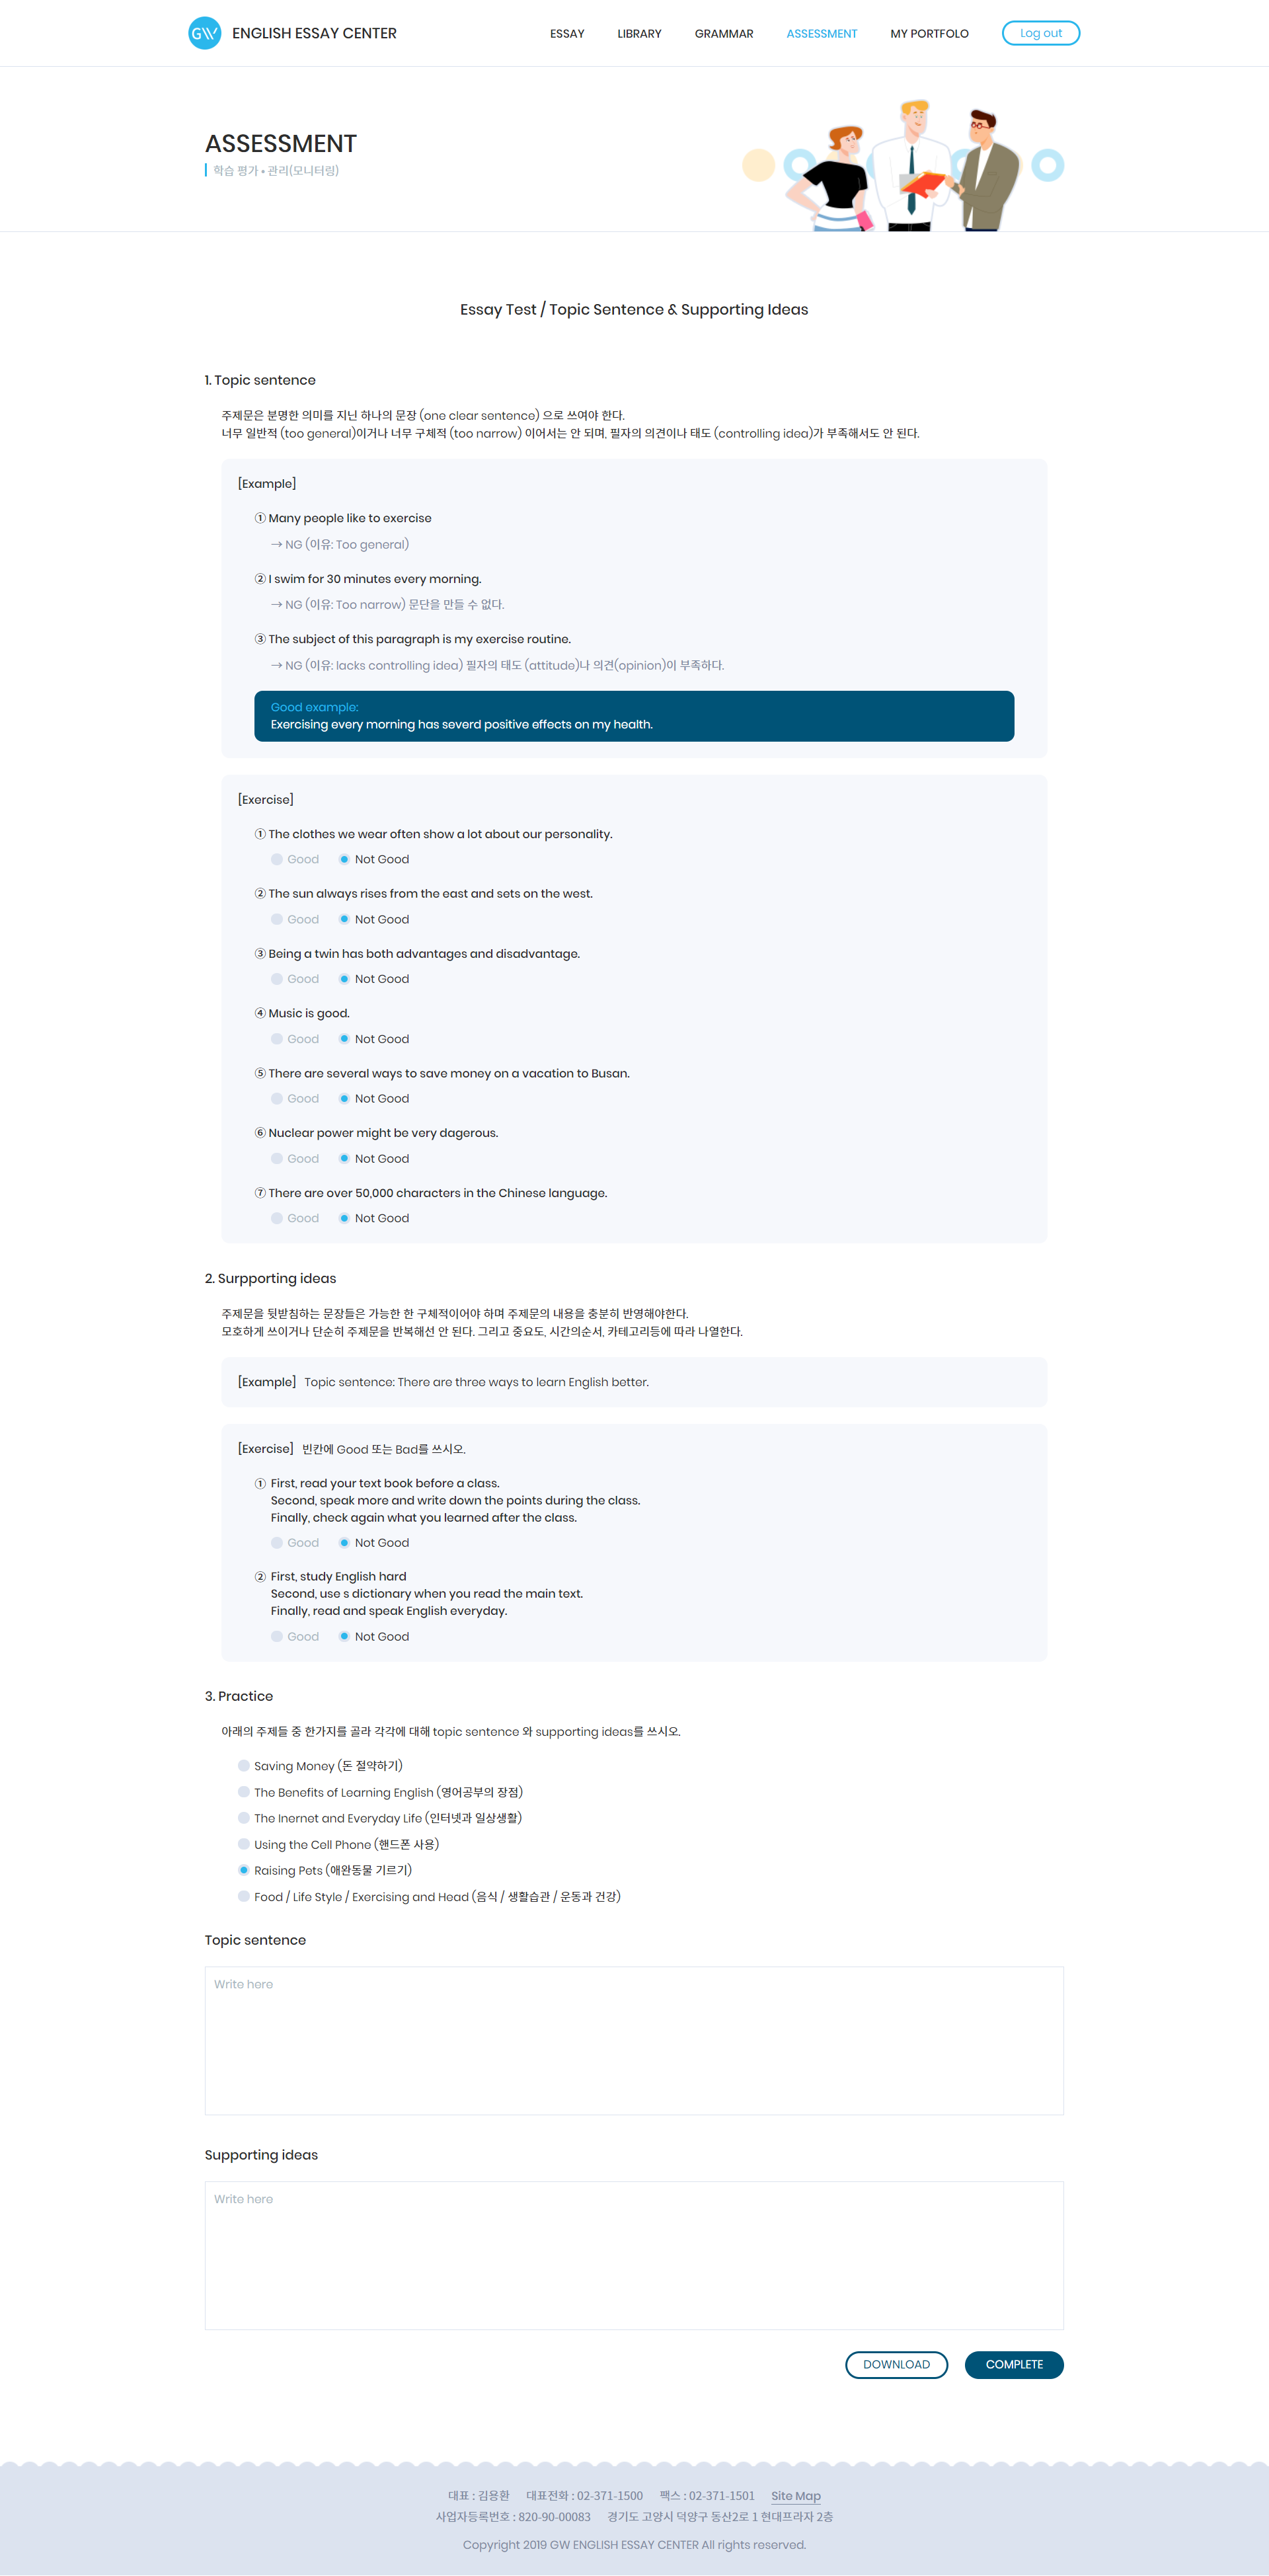 GW ENGLISH ESSAY CENTER ESSAY LIBRARY GRAMMAR ASSESSMENT MY PORTFOLO Log out
ASSESSMENT
학습 평가 • 관리(모니터링)
Essay Test / Topic Sentence & Supporting Ideas
1. Topic sentence
주제문은 분명한 의미를 지닌 하나의 문장 (one clear sentence) 으로 쓰여야 한다.
너무 일반적 (too general)이거나 너무 구체적 (too narrow) 이어서는 안 되며, 필자의 의견이나 태도 (controlling idea)가 부족해서도 안 된다.
[Example]
① Many people like to exercise
→ NG (이유: Too general)
② I swim for 30 minutes every morning.
→ NG (이유: Too narrow) 문단을 만들 수 없다.
③ The subject of this paragraph is my exercise routine.
→ NG (이유: lacks controlling idea) 필자의 태도 (attitude)나 의견(opinion)이 부족하다.
Good example:
Exercising every morning has severd positive effects on my health.
[Exercise]
① The clothes we wear often show a lot about our personality.
Good Not Good
② The sun always rises from the east and sets on the west.
Good Not Good
③ Being a twin has both advantages and disadvantage.
Good Not Good
④ Music is good.
Good Not Good
⑤ There are several ways to save money on a vacation to Busan.
Good Not Good
⑥ Nuclear power might be very dagerous.
Good Not Good
⑦ There are over 50,000 characters in the Chinese language.
Good Not Good
2. Surpporting ideas
주제문을 뒷받침하는 문장들은 가능한 한 구체적이어야 하며 주제문의 내용을 충분히 반영해야한다.
모호하게 쓰이거나 단순히 주제문을 반복해선 안 된다. 그리고 중요도, 시간의순서, 카테고리등에 따라 나열한다.
[Example] Topic sentence: There are three ways to learn English better.
[Exercise] 빈칸에 Good 또는 Bad를 쓰시오.
① First, read your text book before a class.
Second, speak more and write down the points during the class.
Finally, check again what you learned after the class.
Good Not Good
② First, study English hard
Second, use s dictionary when you read the main text.
Finally, read and speak English everyday.
Good Not Good
3. Practice
아래의 주제들 중 한가지를 골라 각각에 대해 topic sentence 와 supporting ideas를 쓰시오.
Saving Money (돈 절약하기)
The Benefits of Learning English (영어공부의 장점)
The Inernet and Everyday Life (인터넷과 일상생활)
Using the Cell Phone (핸드폰 사용)
Raising Pets (애완동물 기르기)
Food / Life Style / Exercising and Head (음식 / 생활습관 / 운동과 건강)
Topic sentence
Write here
Supporting ideas
Write here
DOWNLOAD COMPLETE
대표 : 김용환 대표전화 : 02-371-1500 팩스 : 02-371-1501 Site Map
사업자등록번호 : 820-90-00083 경기도 고양시 덕양구 동산2로 1 현대프라자 2층
Copyright 2019 GW ENGLISH ESSAY CENTER All rights reserved.